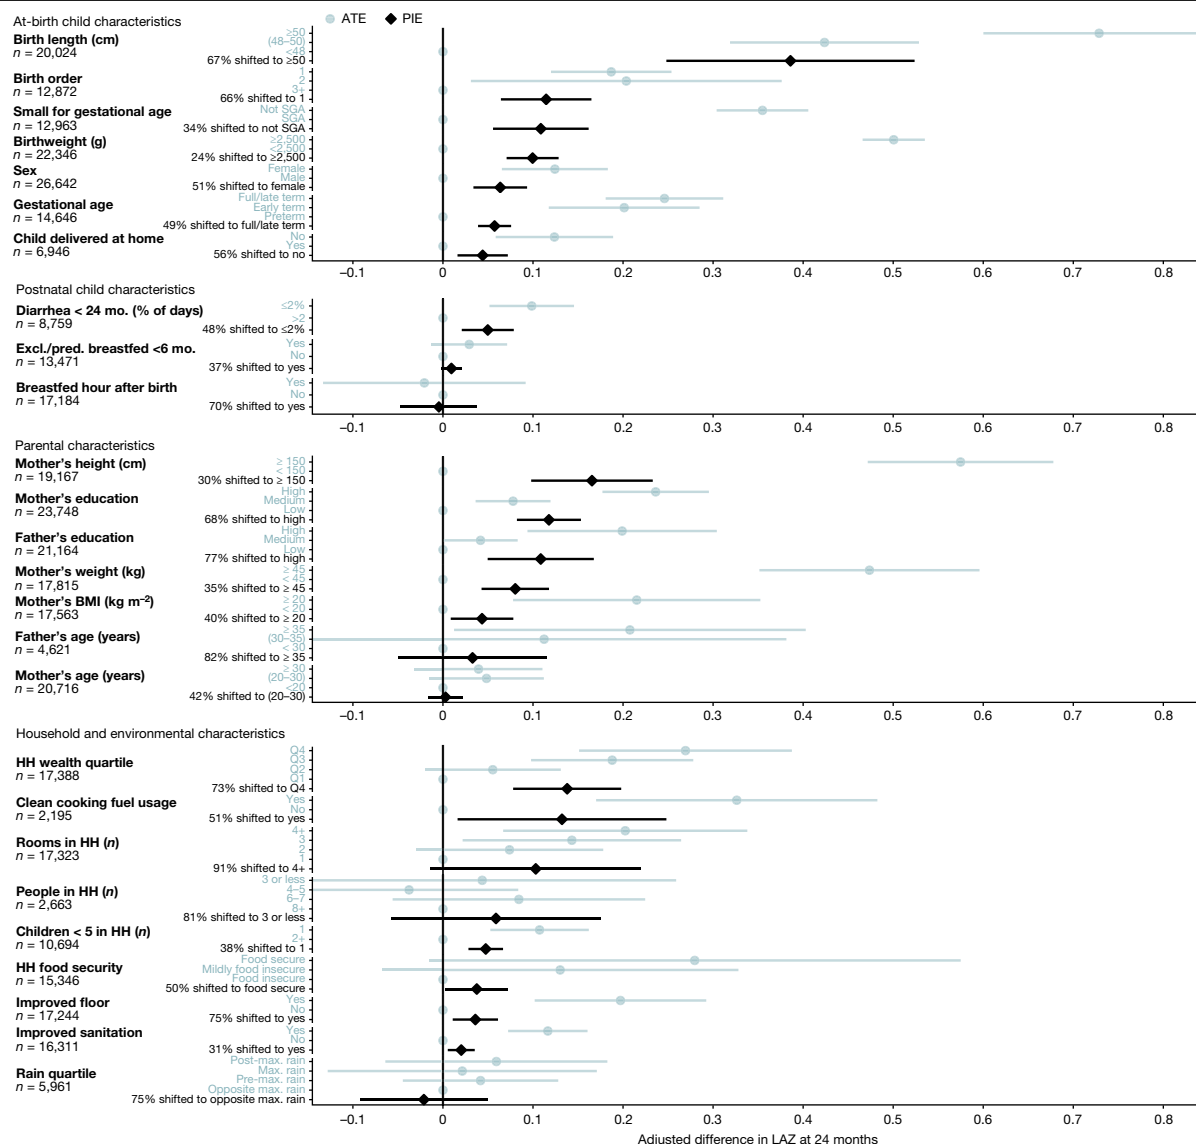 At-birth child characteristics
ATE PIE
Birth length (cm)
n = 20,024
≥50
(48–50)
<48
67% shifted to ≥50
Birth order
n = 12,872
1
2
3+
66% shifted to 1
Small for gestational age
n = 12,963
Not SGA
SGA
34% shifted to not SGA
Birthweight (g)
n = 22,346
≥2,500
<2,500
24% shifted to ≥2,500
Sex
n = 26,642
Female
Male
51% shifted to female
Gestational age
n = 14,646
Full/late term
Early term
Preterm
49% shifted to full/late term
Child delivered at home
n = 6,946
No
Yes
56% shifted to no
–0.1 0 0.1 0.2 0.3 0.4 0.5 0.6 0.7 0.8
Postnatal child characteristics
Diarrhea < 24 mo. (% of days)
n = 8,759
≤2%
>2
48% shifted to ≤2%
Excl./pred. breastfed <6 mo.
n = 13,471
Yes
No
37% shifted to yes
Breastfed hour after birth
n = 17,184
Yes
No
70% shifted to yes
–0.1 0 0.1 0.2 0.3 0.4 0.5 0.6 0.7 0.8
Parental characteristics
Mother's height (cm)
n = 19,167
≥ 150
< 150
30% shifted to ≥ 150
Mother's education
n = 23,748
High
Medium
Low
68% shifted to high
Father's education
n = 21,164
High
Medium
Low
77% shifted to high
Mother's weight (kg)
n = 17,815
≥ 45
< 45
35% shifted to ≥ 45
Mother's BMI (kg m–2)
n = 17,563
≥ 20
< 20
40% shifted to ≥ 20
Father's age (years)
n = 4,621
≥ 35
(30–35)
< 30
82% shifted to ≥ 35
Mother's age (years)
n = 20,716
≥ 30
(20–30)
<20
42% shifted to (20–30)
–0.1 0 0.1 0.2 0.3 0.4 0.5 0.6 0.7 0.8
Household and environmental characteristics
HH wealth quartile
n = 17,388
Q4
Q3
Q2
Q1
73% shifted to Q4
Clean cooking fuel usage
n = 2,195
Yes
No
51% shifted to yes
Rooms in HH (n)
n = 17,323
4+
3
2
1
91% shifted to 4+
People in HH (n)
n = 2,663
3 or less
4–5
6–7
8+
81% shifted to 3 or less
Children < 5 in HH (n)
n = 10,694
1
2+
38% shifted to 1
HH food security
n = 15,346
Food secure
Mildly food insecure
Food insecure
50% shifted to food secure
Improved floor
n = 17,244
Yes
No
75% shifted to yes
Improved sanitation
n = 16,311
Yes
No
31% shifted to yes
Rain quartile
n = 5,961
Post-max. rain
Max. rain
Pre-max. rain
Opposite max. rain
75% shifted to opposite max. rain
–0.1 0 0.1 0.2 0.3 0.4 0.5 0.6 0.7 0.8
Adjusted difference in LAZ at 24 months